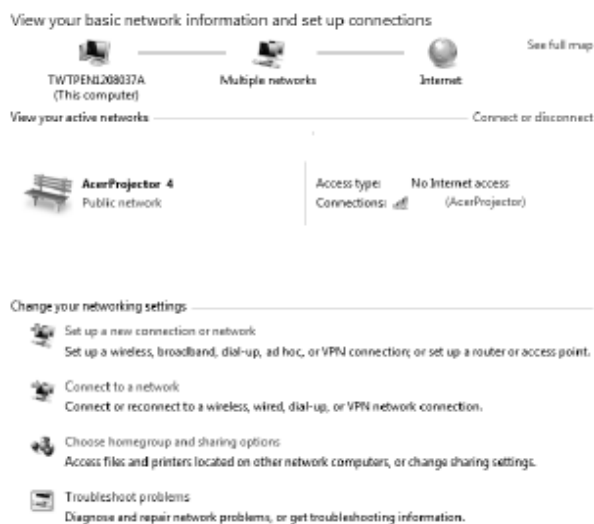 View your basic network information and set up connections
See full map
TWTPEN1208037A
(This computer)
Multiple networks
Internet
View your active networks
Connect or disconnect
AcerProjector 4
Public network
Access type: No Internet access
Connections: (AcerProjector)
Change your networking settings
Set up a new connection or network
Set up a wireless, broadband, dial-up, ad hoc, or VPN connection; or set up a router or access point.
Connect to a network
Connect or reconnect to a wireless, wired, dial-up, or VPN network connection.
Choose homegroup and sharing options
Access files and printers located on other network computers, or change sharing settings.
Troubleshoot problems
Diagnose and repair network problems, or get troubleshooting information.